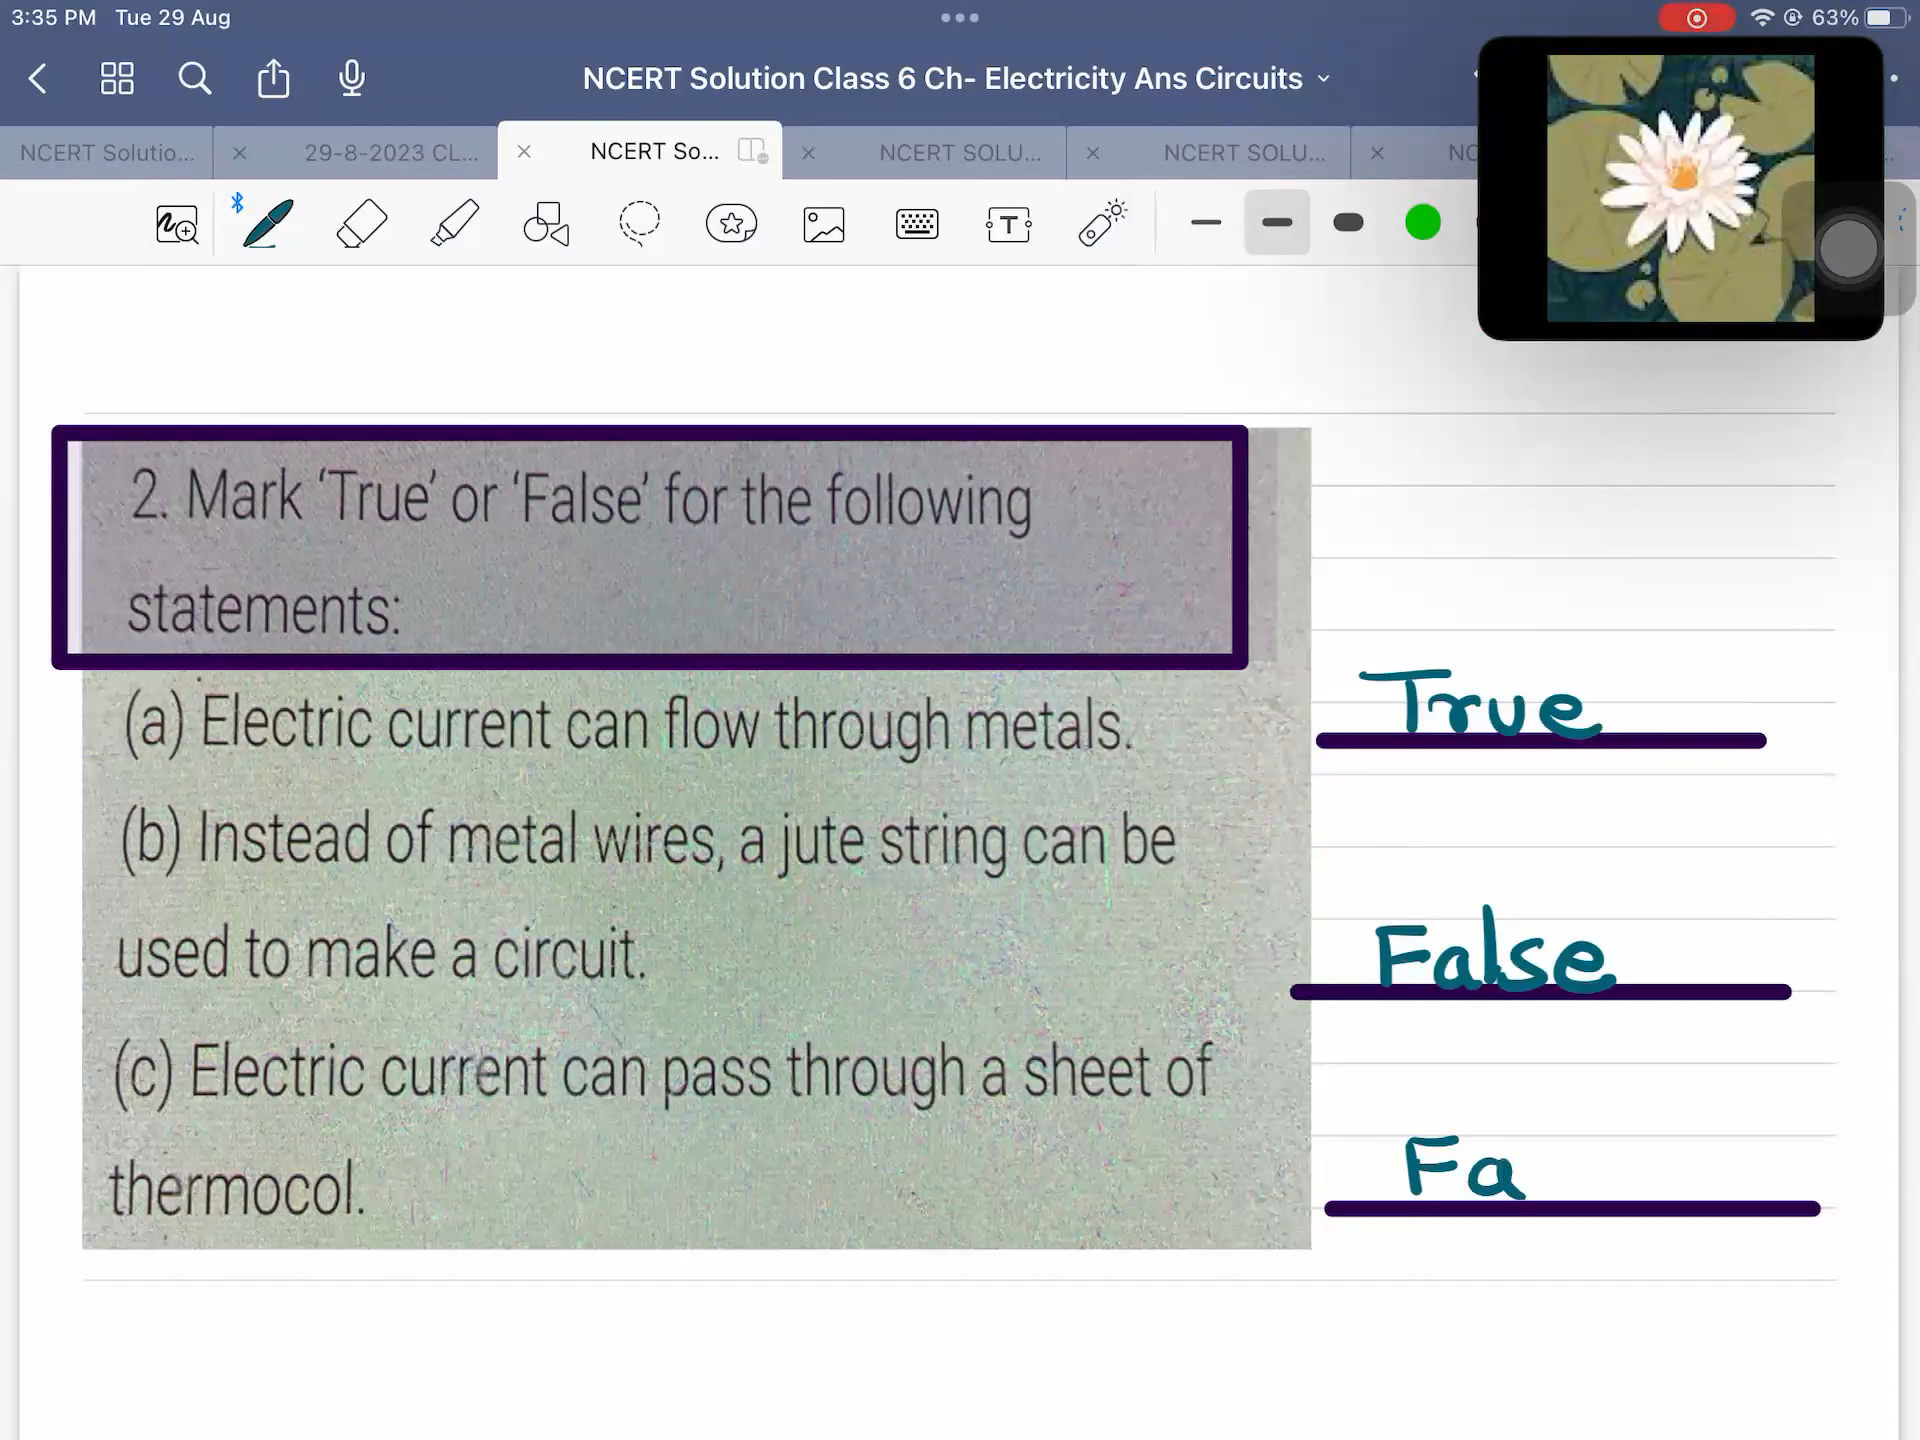 3:35 PM Tue 29 Aug
63%
NCERT Solution Class 6 Ch- Electricity Ans Circuits
NCERT Solutio... 29-8-2023 CL... NCERT So... NCERT SOLU... NCERT SOLU... NC
2. Mark ‘True’ or ‘False’ for the following
statements:
(a) Electric current can flow through metals. True
(b) Instead of metal wires, a jute string can be
used to make a circuit. False
(c) Electric current can pass through a sheet of
thermocol. Fa